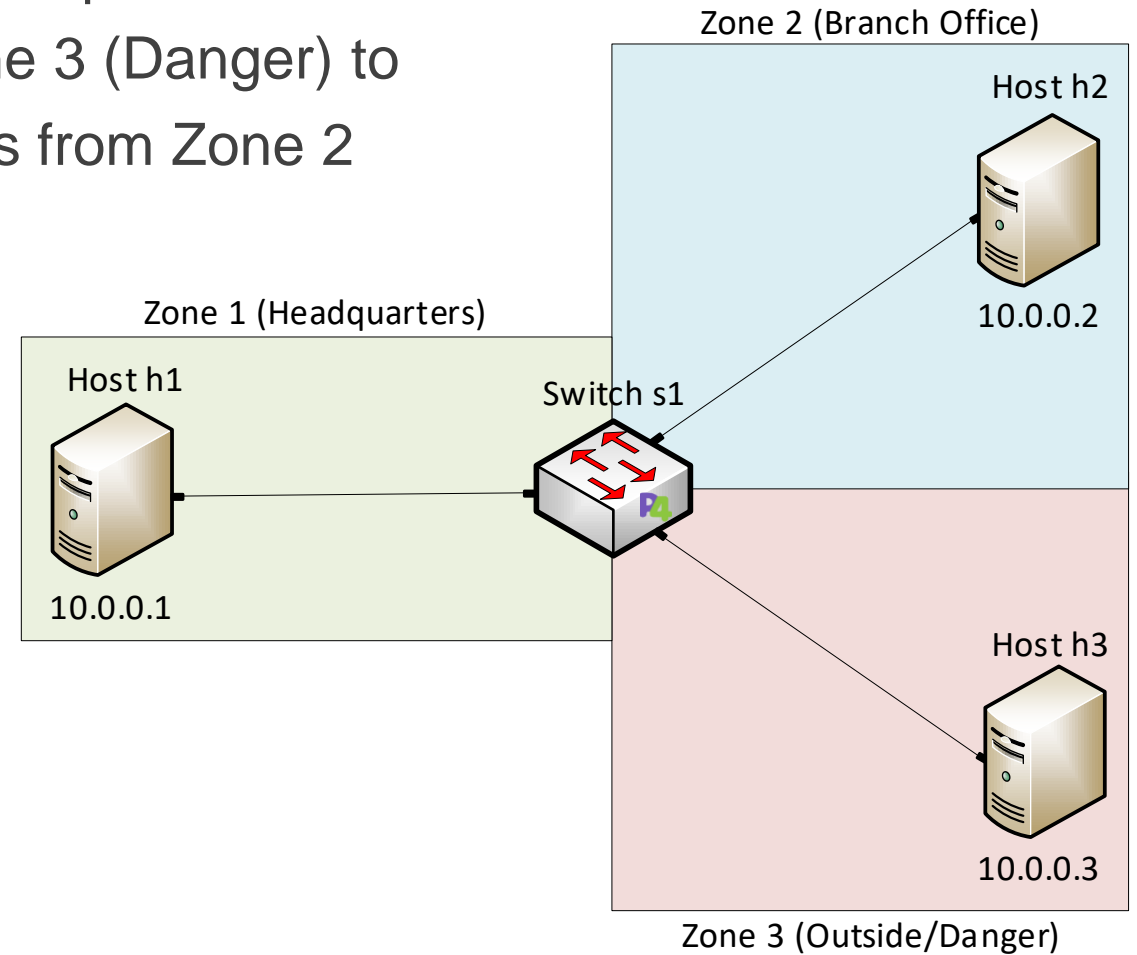 Zone 2 (Branch Office)
3 (Danger) to
from Zone 2
Host h2
10.0.0.2
Zone 1 (Headquarters)
Host h1
Switch s1
P4
10.0.0.1
Host h3
10.0.0.3
Zone 3 (Outside/Danger)